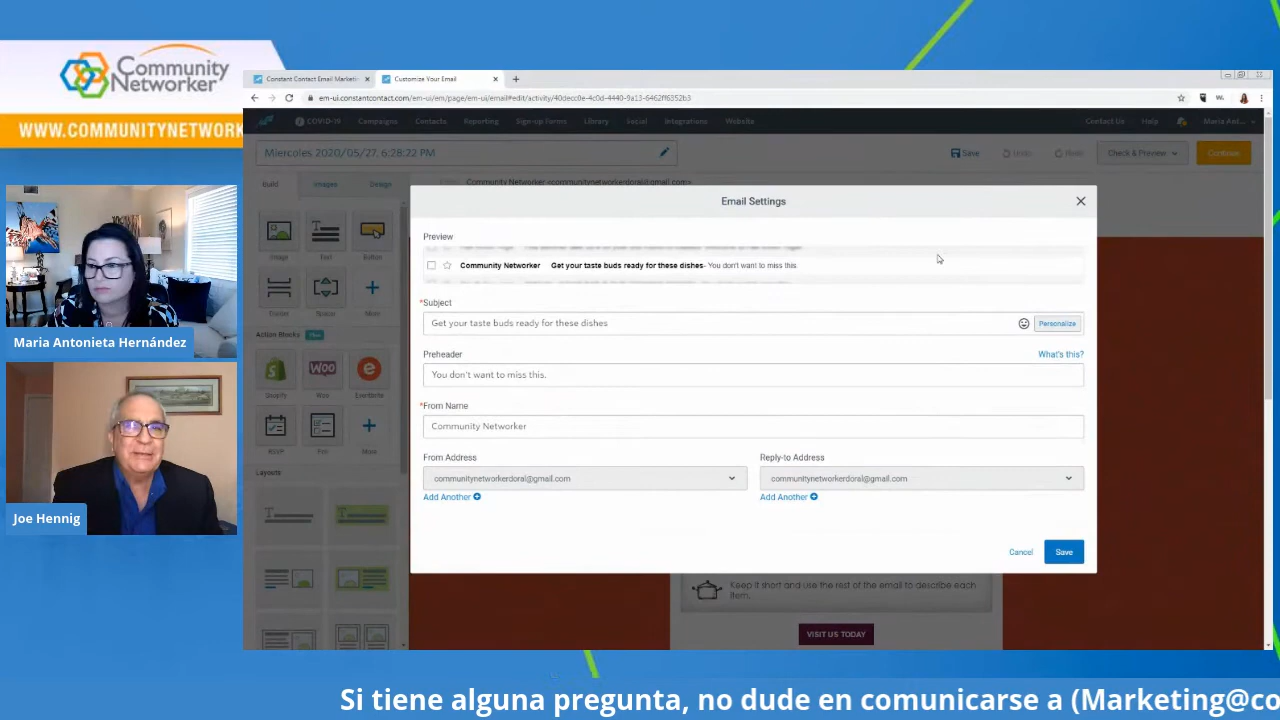 Community
Networker
WWW.COMMUNITYNETWORK
Maria Antonieta Hernández
Joe Hennig
Constant Contact Email Marketi
Customize Your Email
em-ui.constantcontact.com/em-ui/em/page/em-ui/email#edit/activity/40decc0e-4c0d-4440-9a13-6462ff6352b3
COVID-19 Campaigns Contacts Reporting Sign-up Forms Library Social Integrations Website Contact Us Help Maria Ant...
Miercoles 2020/05/27, 6:28:22 PM
Save Undo Check & Preview Continue
Build Images Design
Community Networker <communitynetworkerdoral@gmail.com>
Image Text Button
Divider Spacer More
Action Blocks
Shopify Woo Eventbrite
RSVP Poll More
Layouts
Email Settings
Preview
Community Networker Get your taste buds ready for these dishes - You don't want to miss this.
*Subject
Get your taste buds ready for these dishes
Personalize
Preheader
What's this?
You don't want to miss this.
*From Name
Community Networker
From Address Reply-to Address
communitynetworkerdoral@gmail.com communitynetworkerdoral@gmail.com
Add Another Add Another
Cancel Save
Keep it short and use the rest of the email to describe each
item.
VISIT US TODAY
Si tiene alguna pregunta, no dude en comunicarse a (Marketing@co